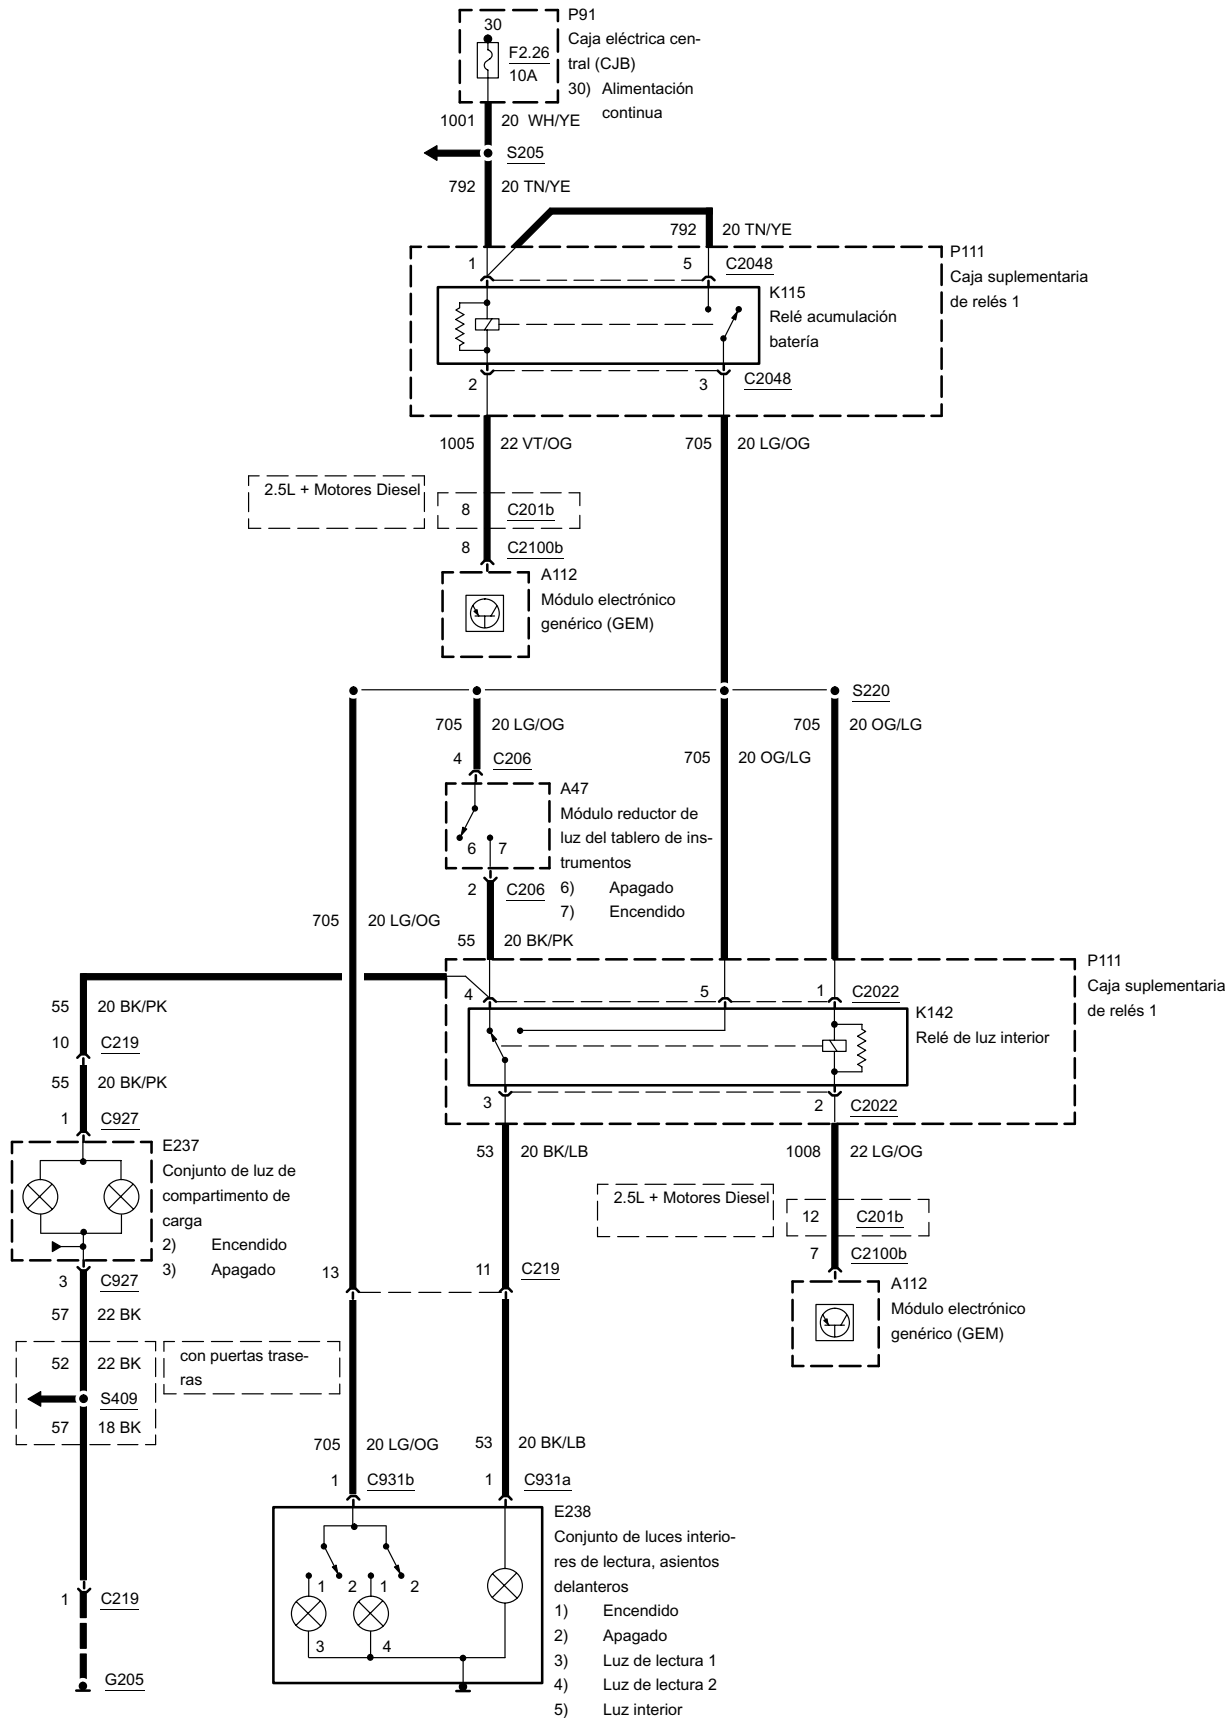 P91
30
Caja eléctrica cen-
tral (CJB)
F2.26
10A
30) Alimentación
continua
1001 20 WH/YE
S205
792 20 TN/YE
792 20 TN/YE
P111
Caja suplementaria
de relés 1
1 5 C2048
K115
Relé acumulación
batería
2 3 C2048
1005 22 VT/OG 705 20 LG/OG
2.5L + Motores Diesel
8 C201b
8 C2100b
A112
Módulo electrónico
genérico (GEM)
S220
705 20 LG/OG 705 20 OG/LG
4 C206 705 20 OG/LG
A47
Módulo reductor de
luz del tablero de ins-
trumentos
6 7
6) Apagado
7) Encendido
2 C206
705 20 LG/OG
55 20 BK/PK
P111
Caja suplementaria
de relés 1
4 5 1 C2022
K142
Relé de luz interior
3 2 C2022
55 20 BK/PK
10 C219
55 20 BK/PK
1 C927
E237
Conjunto de luz de
compartimento de
carga
2) Encendido
3) Apagado
53 20 BK/LB 1008 22 LG/OG
2.5L + Motores Diesel
12 C201b
7 C2100b
A112
Módulo electrónico
genérico (GEM)
13 11 C219
3 C927
57 22 BK
con puertas trase-
ras
52 22 BK
S409
57 18 BK
705 20 LG/OG 53 20 BK/LB
1 C931b 1 C931a
E238
Conjunto de luces interio-
res de lectura, asientos
delanteros
1) Encendido
2) Apagado
3) Luz de lectura 1
4) Luz de lectura 2
5) Luz interior
1 2 1 2
3 4
1 C219
G205